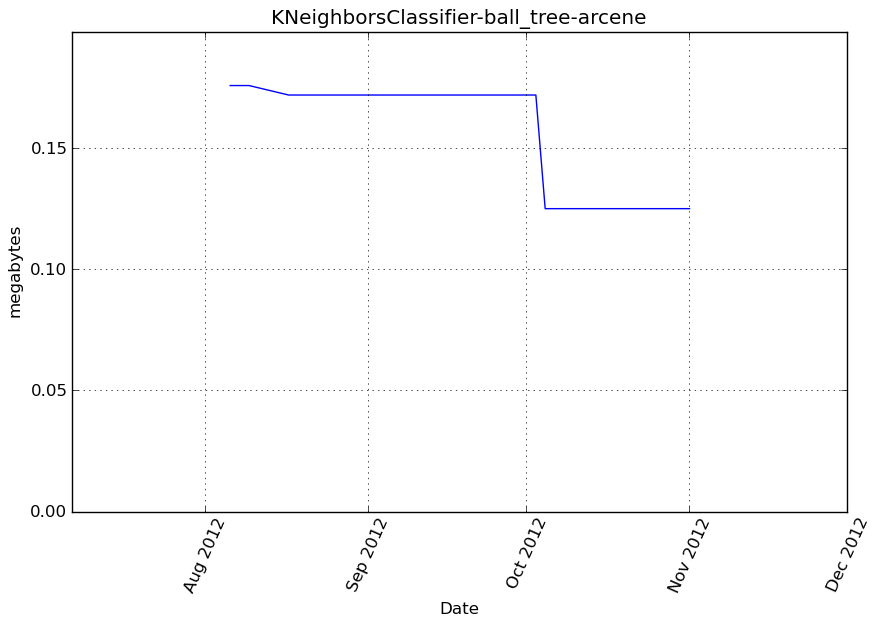 KNeighborsClassifier-ball_tree-arcene
megabytes
0.15
0.10
0.05
0.00
Aug 2012
Sep 2012
Oct 2012
Nov 2012
Dec 2012
Date